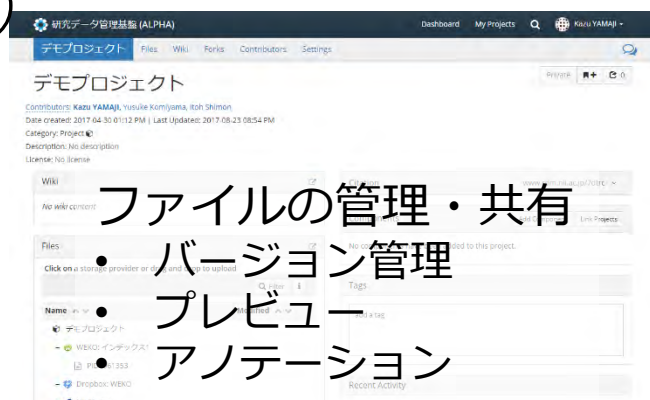 研究データ管理基盤 (ALPHA)
Dashboard My Projects Kazu YAMAJI
デモプロジェクト Files Wiki Forks Contributors Settings
デモプロジェクト
Private 0
Contributors: Kazu YAMAJI, Yusuke Komiyama, Itoh Shimon
Date created: 2017-04-30 01:12 PM | Last Updated: 2017-08-23 08:54 PM
Category: Project
Description: No description
License: No license
Wiki
Citation
No wiki content
ファイルの管理・共有
Link Projects
Files
Click on a storage provider or drag and drop to upload
• バージョン管理
Filter
Tags
Name Modified
• プレビュー
Add a tag
デモプロジェクト
WEKO: インデックス
• アノテーション
Dropbox: WEKO
Recent Activity